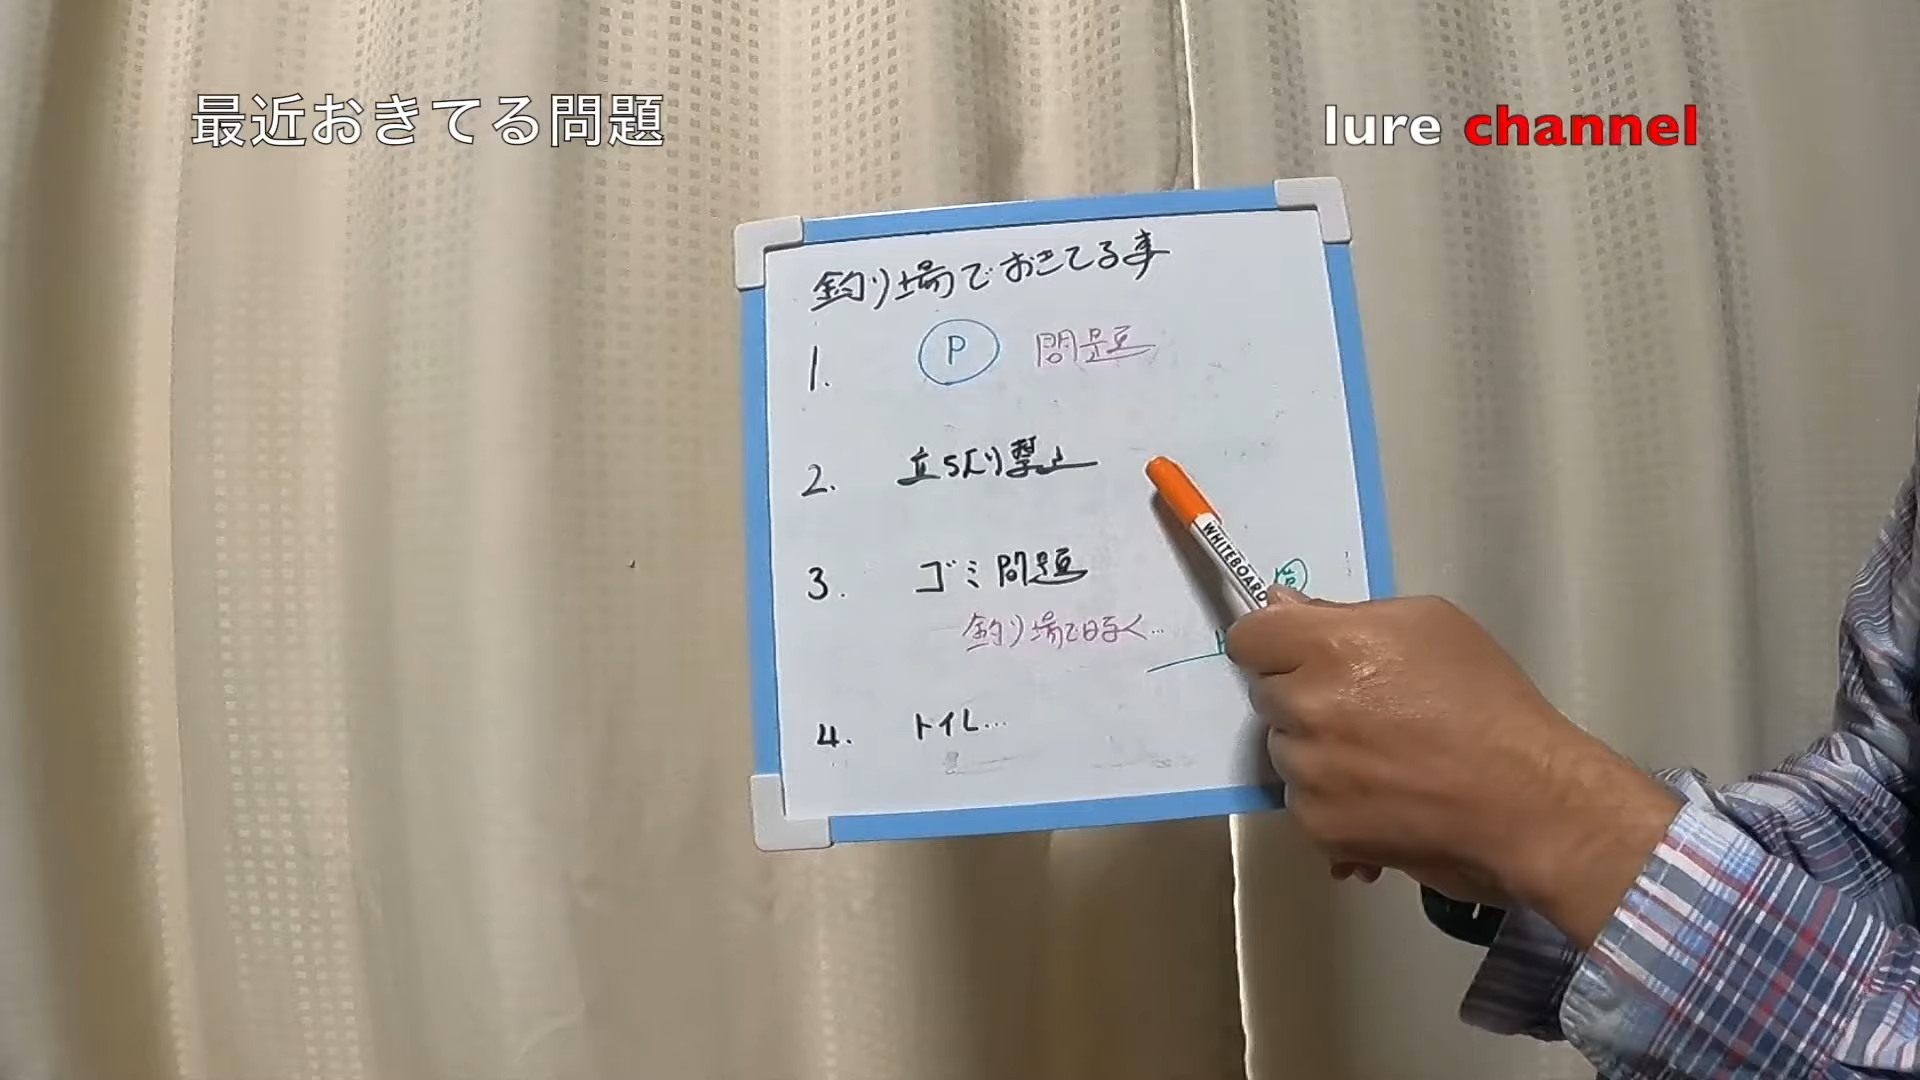 最近おきてる問題
lure channel
釣り場でおきてる事
1. P 問題
2. 立ち入り禁止
WHITEBOARD
3. ゴミ問題
釣り場で
4. トイレ...